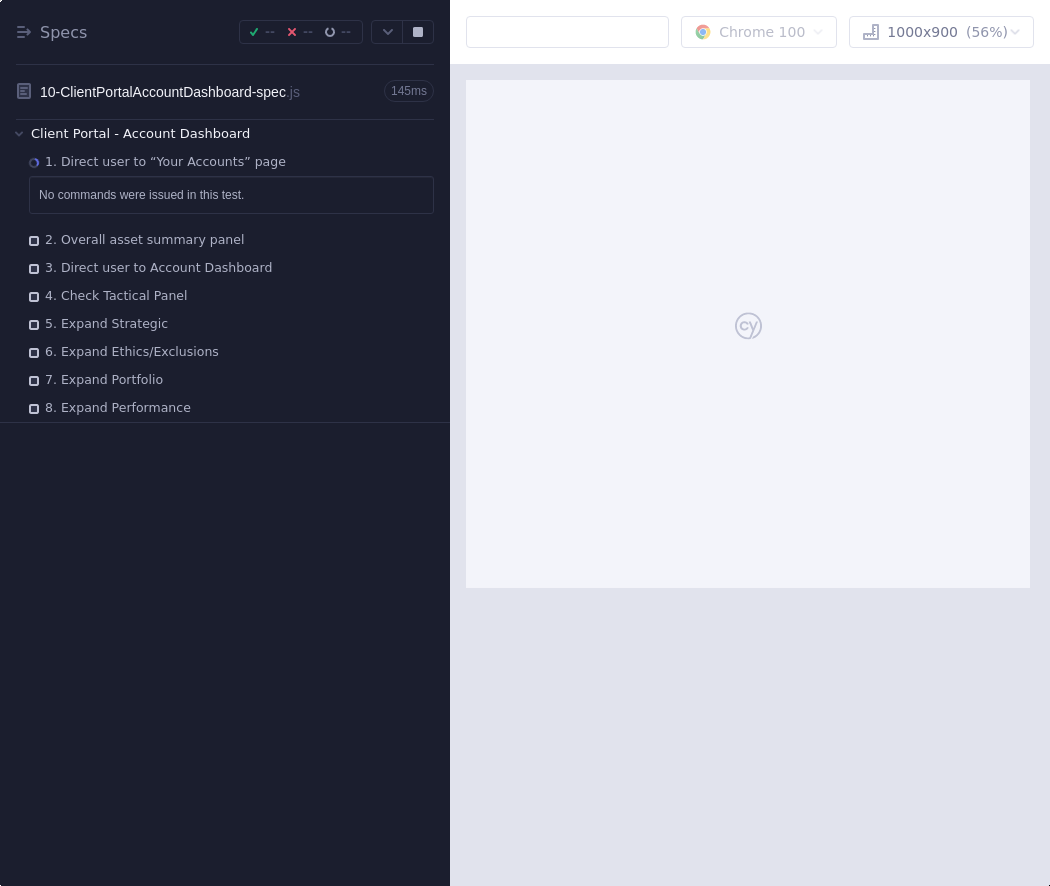 Specs
-- -- --
10-ClientPortalAccountDashboard-spec.js
145ms
Client Portal - Account Dashboard
1. Direct user to “Your Accounts” page
No commands were issued in this test.
2. Overall asset summary panel
3. Direct user to Account Dashboard
4. Check Tactical Panel
5. Expand Strategic
6. Expand Ethics/Exclusions
7. Expand Portfolio
8. Expand Performance
Chrome 100
1000x900 (56%)
cy